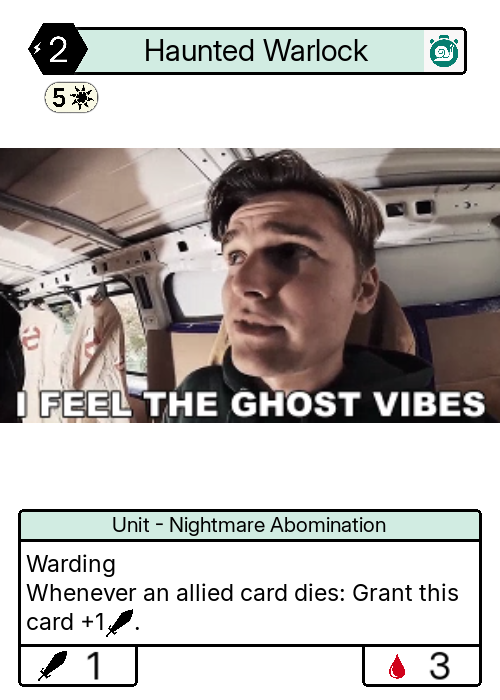 2 Haunted Warlock
5
I FEEL THE GHOST VIBES
Unit - Nightmare Abomination
Warding
Whenever an allied card dies: Grant this
card +1.
1 3